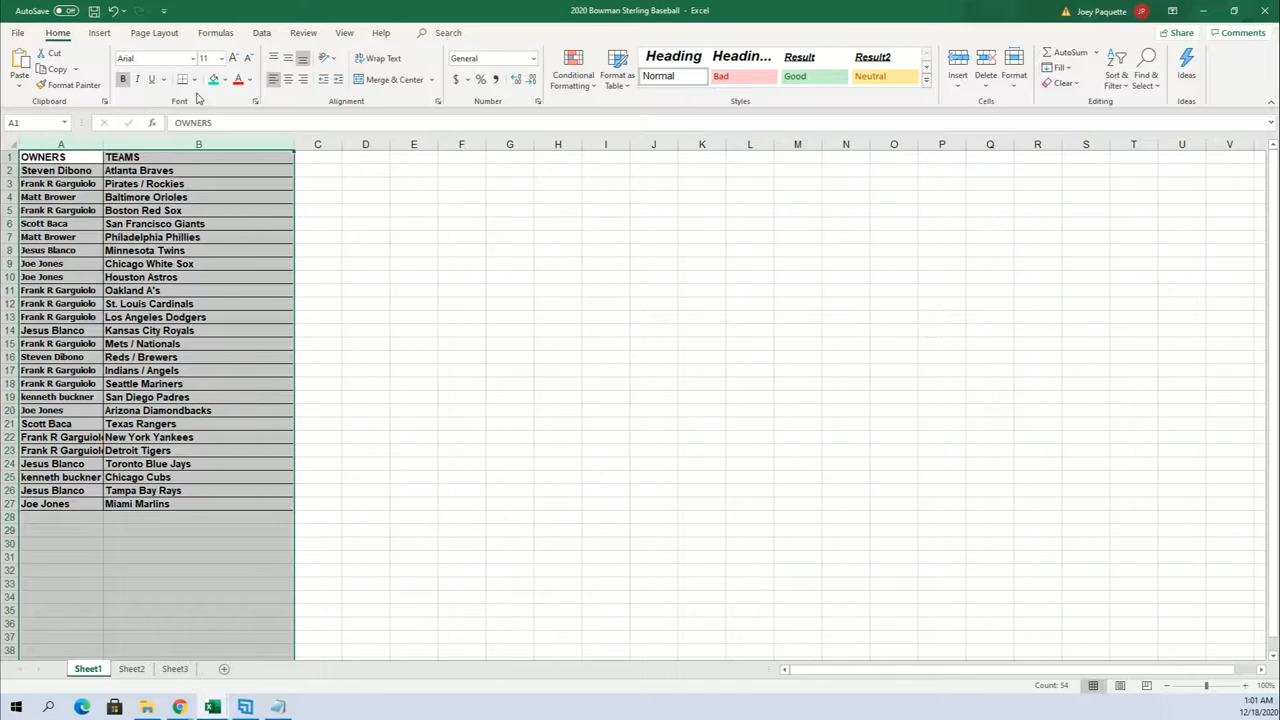 AutoSave Off 2020 Bowman Sterling Baseball - Excel Joey Paquette JP
File Home Insert Page Layout Formulas Data Review View Help Search Share Comments
Paste Cut Copy Format Painter Clipboard
Arial 11 A A B I U A Font
Wrap Text Merge & Center Alignment
General $ % , Number
Conditional Formatting Format as Table
Heading Headin... Result Result2
Normal Bad Good Neutral
Styles
Insert Delete Format Cells
AutoSum Fill Clear Sort & Filter Find & Select Editing
Ideas Ideas
A1 fx OWNERS
A B C D E F G H I J K L M N O P Q R S T U V
1 OWNERS TEAMS
2 Steven Dibono Atlanta Braves
3 Frank R Garguiolo Pirates / Rockies
4 Matt Brower Baltimore Orioles
5 Frank R Garguiolo Boston Red Sox
6 Scott Baca San Francisco Giants
7 Matt Brower Philadelphia Phillies
8 Jesus Blanco Minnesota Twins
9 Joe Jones Chicago White Sox
10 Joe Jones Houston Astros
11 Frank R Garguiolo Oakland A's
12 Frank R Garguiolo St. Louis Cardinals
13 Frank R Garguiolo Los Angeles Dodgers
14 Jesus Blanco Kansas City Royals
15 Frank R Garguiolo Mets / Nationals
16 Steven Dibono Reds / Brewers
17 Frank R Garguiolo Indians / Angels
18 Frank R Garguiolo Seattle Mariners
19 kenneth buckner San Diego Padres
20 Joe Jones Arizona Diamondbacks
21 Scott Baca Texas Rangers
22 Frank R Garguiol New York Yankees
23 Frank R Garguiol Detroit Tigers
24 Jesus Blanco Toronto Blue Jays
25 kenneth buckner Chicago Cubs
26 Jesus Blanco Tampa Bay Rays
27 Joe Jones Miami Marlins
28
29
30
31
32
33
34
35
36
37
38
Sheet1 Sheet2 Sheet3
Count: 54 100%
1:01 AM
12/18/2020